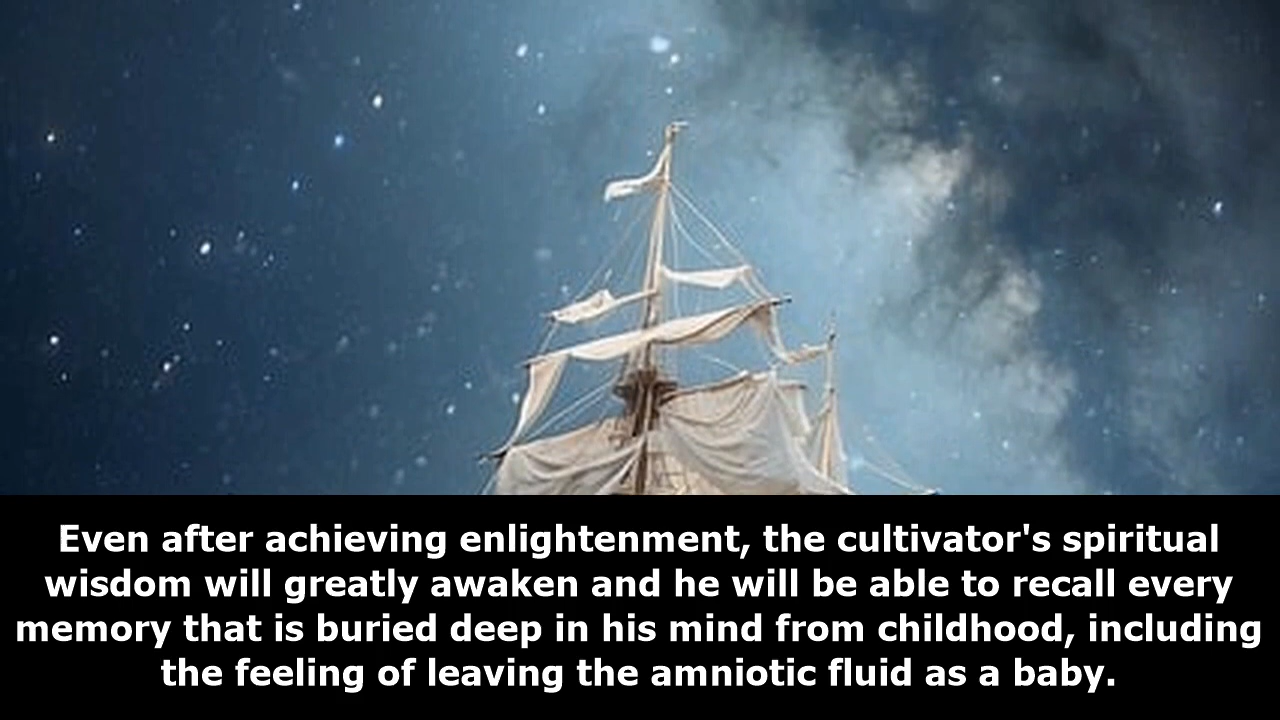 Even after achieving enlightenment, the cultivator's spiritual
wisdom will greatly awaken and he will be able to recall every
memory that is buried deep in his mind from childhood, including
the feeling of leaving the amniotic fluid as a baby.